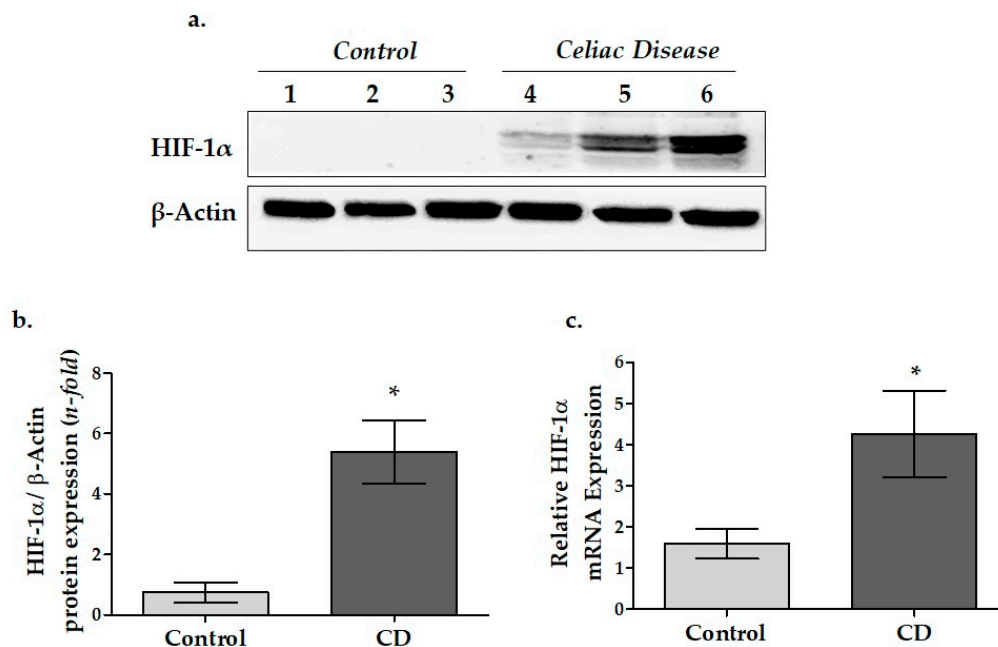 a.
Control Celiac Disease
1 2 3 4 5 6
HIF-1α
β-Actin
b.
HIF-1α/ β-Actin
protein expression (n-fold)
8
6
4
2
0
*
Control CD
c.
Relative HIF-1α
mRNA Expression
6
5
4
3
2
1
0
*
Control CD